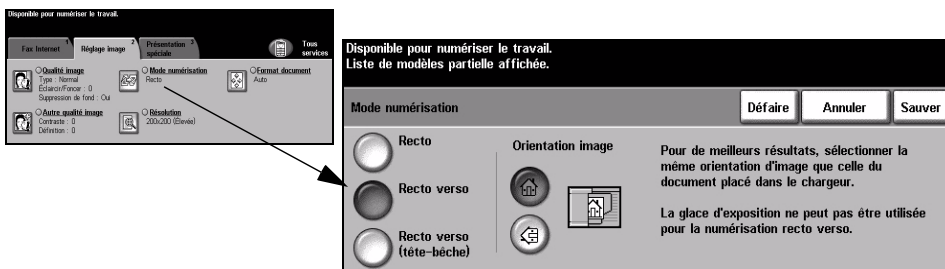 Disponible pour numériser le travail.
Fax Internet 1
Réglage image 2
Présentation spéciale 3
Tous services
Qualité image
Type : Normal
Éclaircir/Foncer : 0
Suppression de fond : Oui
Mode numérisation
Recto
Format document
Auto
Autre qualité image
Contraste : 0
Définition : 0
Résolution
200x200 (Élevée)
Disponible pour numériser le travail.
Liste de modèles partielle affichée.
Mode numérisation
Défaire
Annuler
Sauver
Recto
Recto verso
Recto verso
(tête-bêche)
Orientation image
Pour de meilleurs résultats, sélectionner la
même orientation d'image que celle du
document placé dans le chargeur.
La glace d'exposition ne peut pas être utilisée
pour la numérisation recto verso.